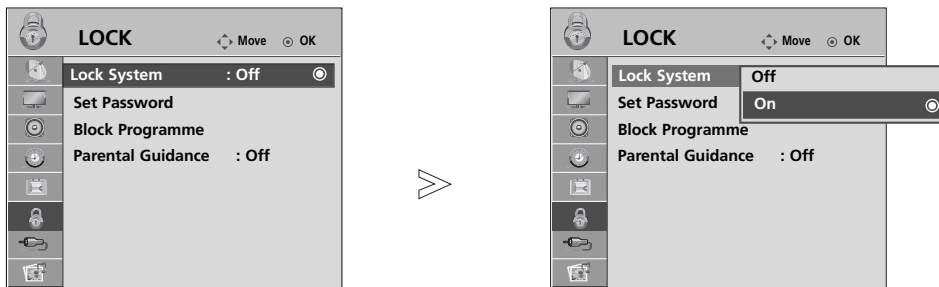 LOCK Move OK
Lock System : Off
Set Password
Block Programme
Parental Guidance : Off
LOCK Move OK
Lock System Off
Set Password On
Block Programme
Parental Guidance : Off